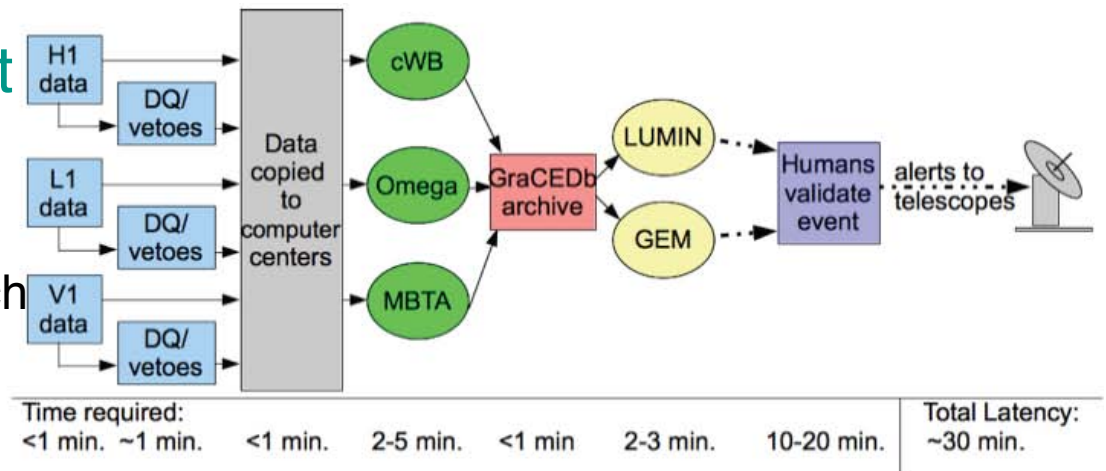 t
H1
data
DQ/
vetoes
L1
data
DQ/
vetoes
ch
V1
data
DQ/
vetoes
Data
copied
to
computer
centers
cWB
Omega
MBTA
GraCEDb
archive
LUMIN
GEM
Humans
validate
event
alerts to
telescopes
Time required:
<1 min. ~1 min. <1 min. 2-5 min. <1 min 2-3 min. 10-20 min.
Total Latency:
~30 min.